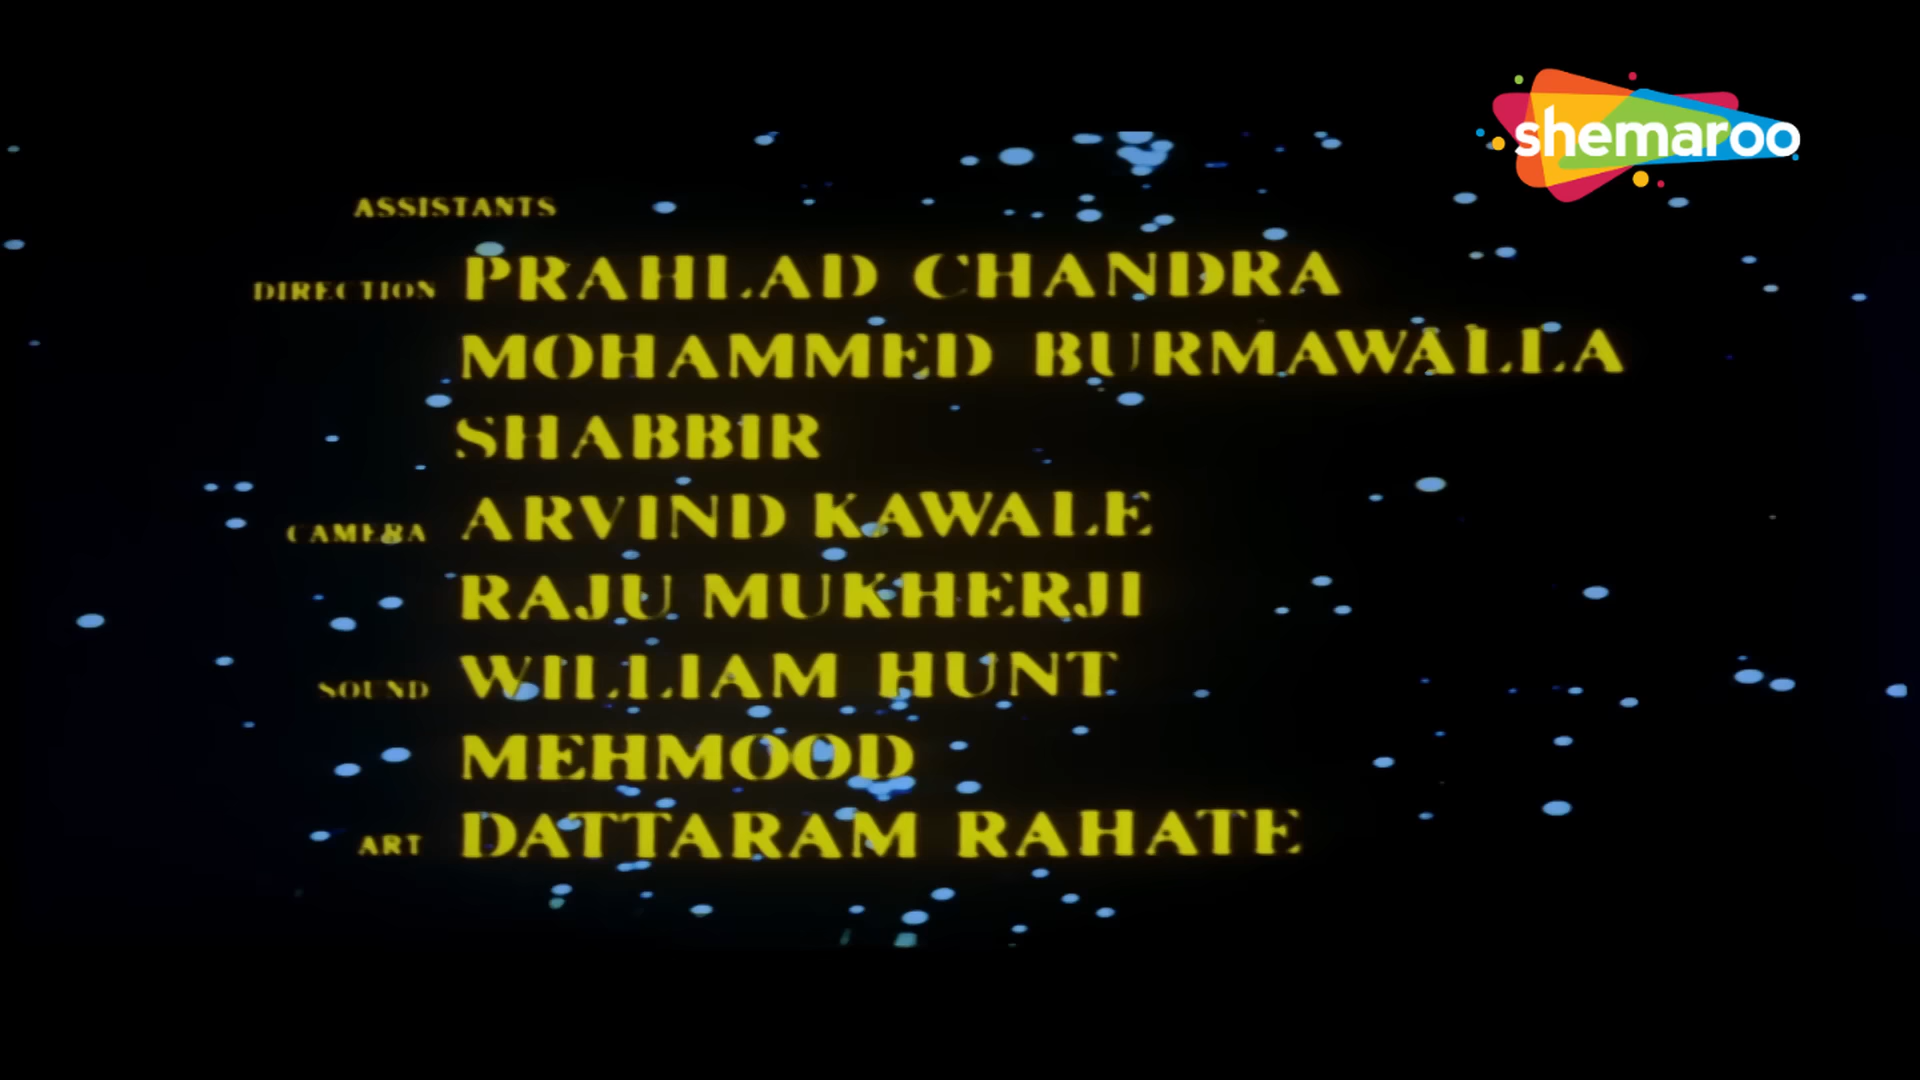 shemaroo
ASSISTANTS
DIRECTION PRAHLAD CHANDRA
MOHAMMED BURMAWALLA
SHABBIR
CAMERA ARVIND KAWALE
RAJU MUKHERJI
SOUND WILLIAM HUNT
MEHMOOD
ART DATTARAM RAHATE